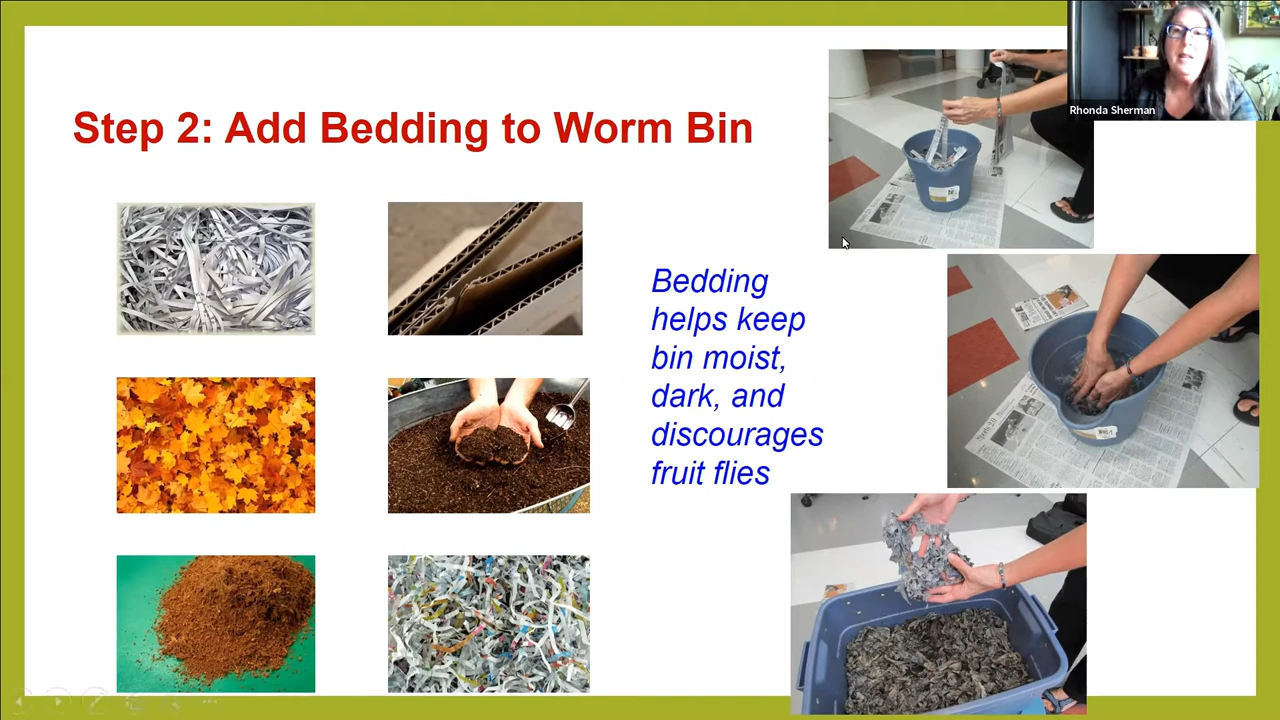 Step 2: Add Bedding to Worm Bin
Rhonda Sherman
Bedding
helps keep
bin moist,
dark, and
discourages
fruit flies